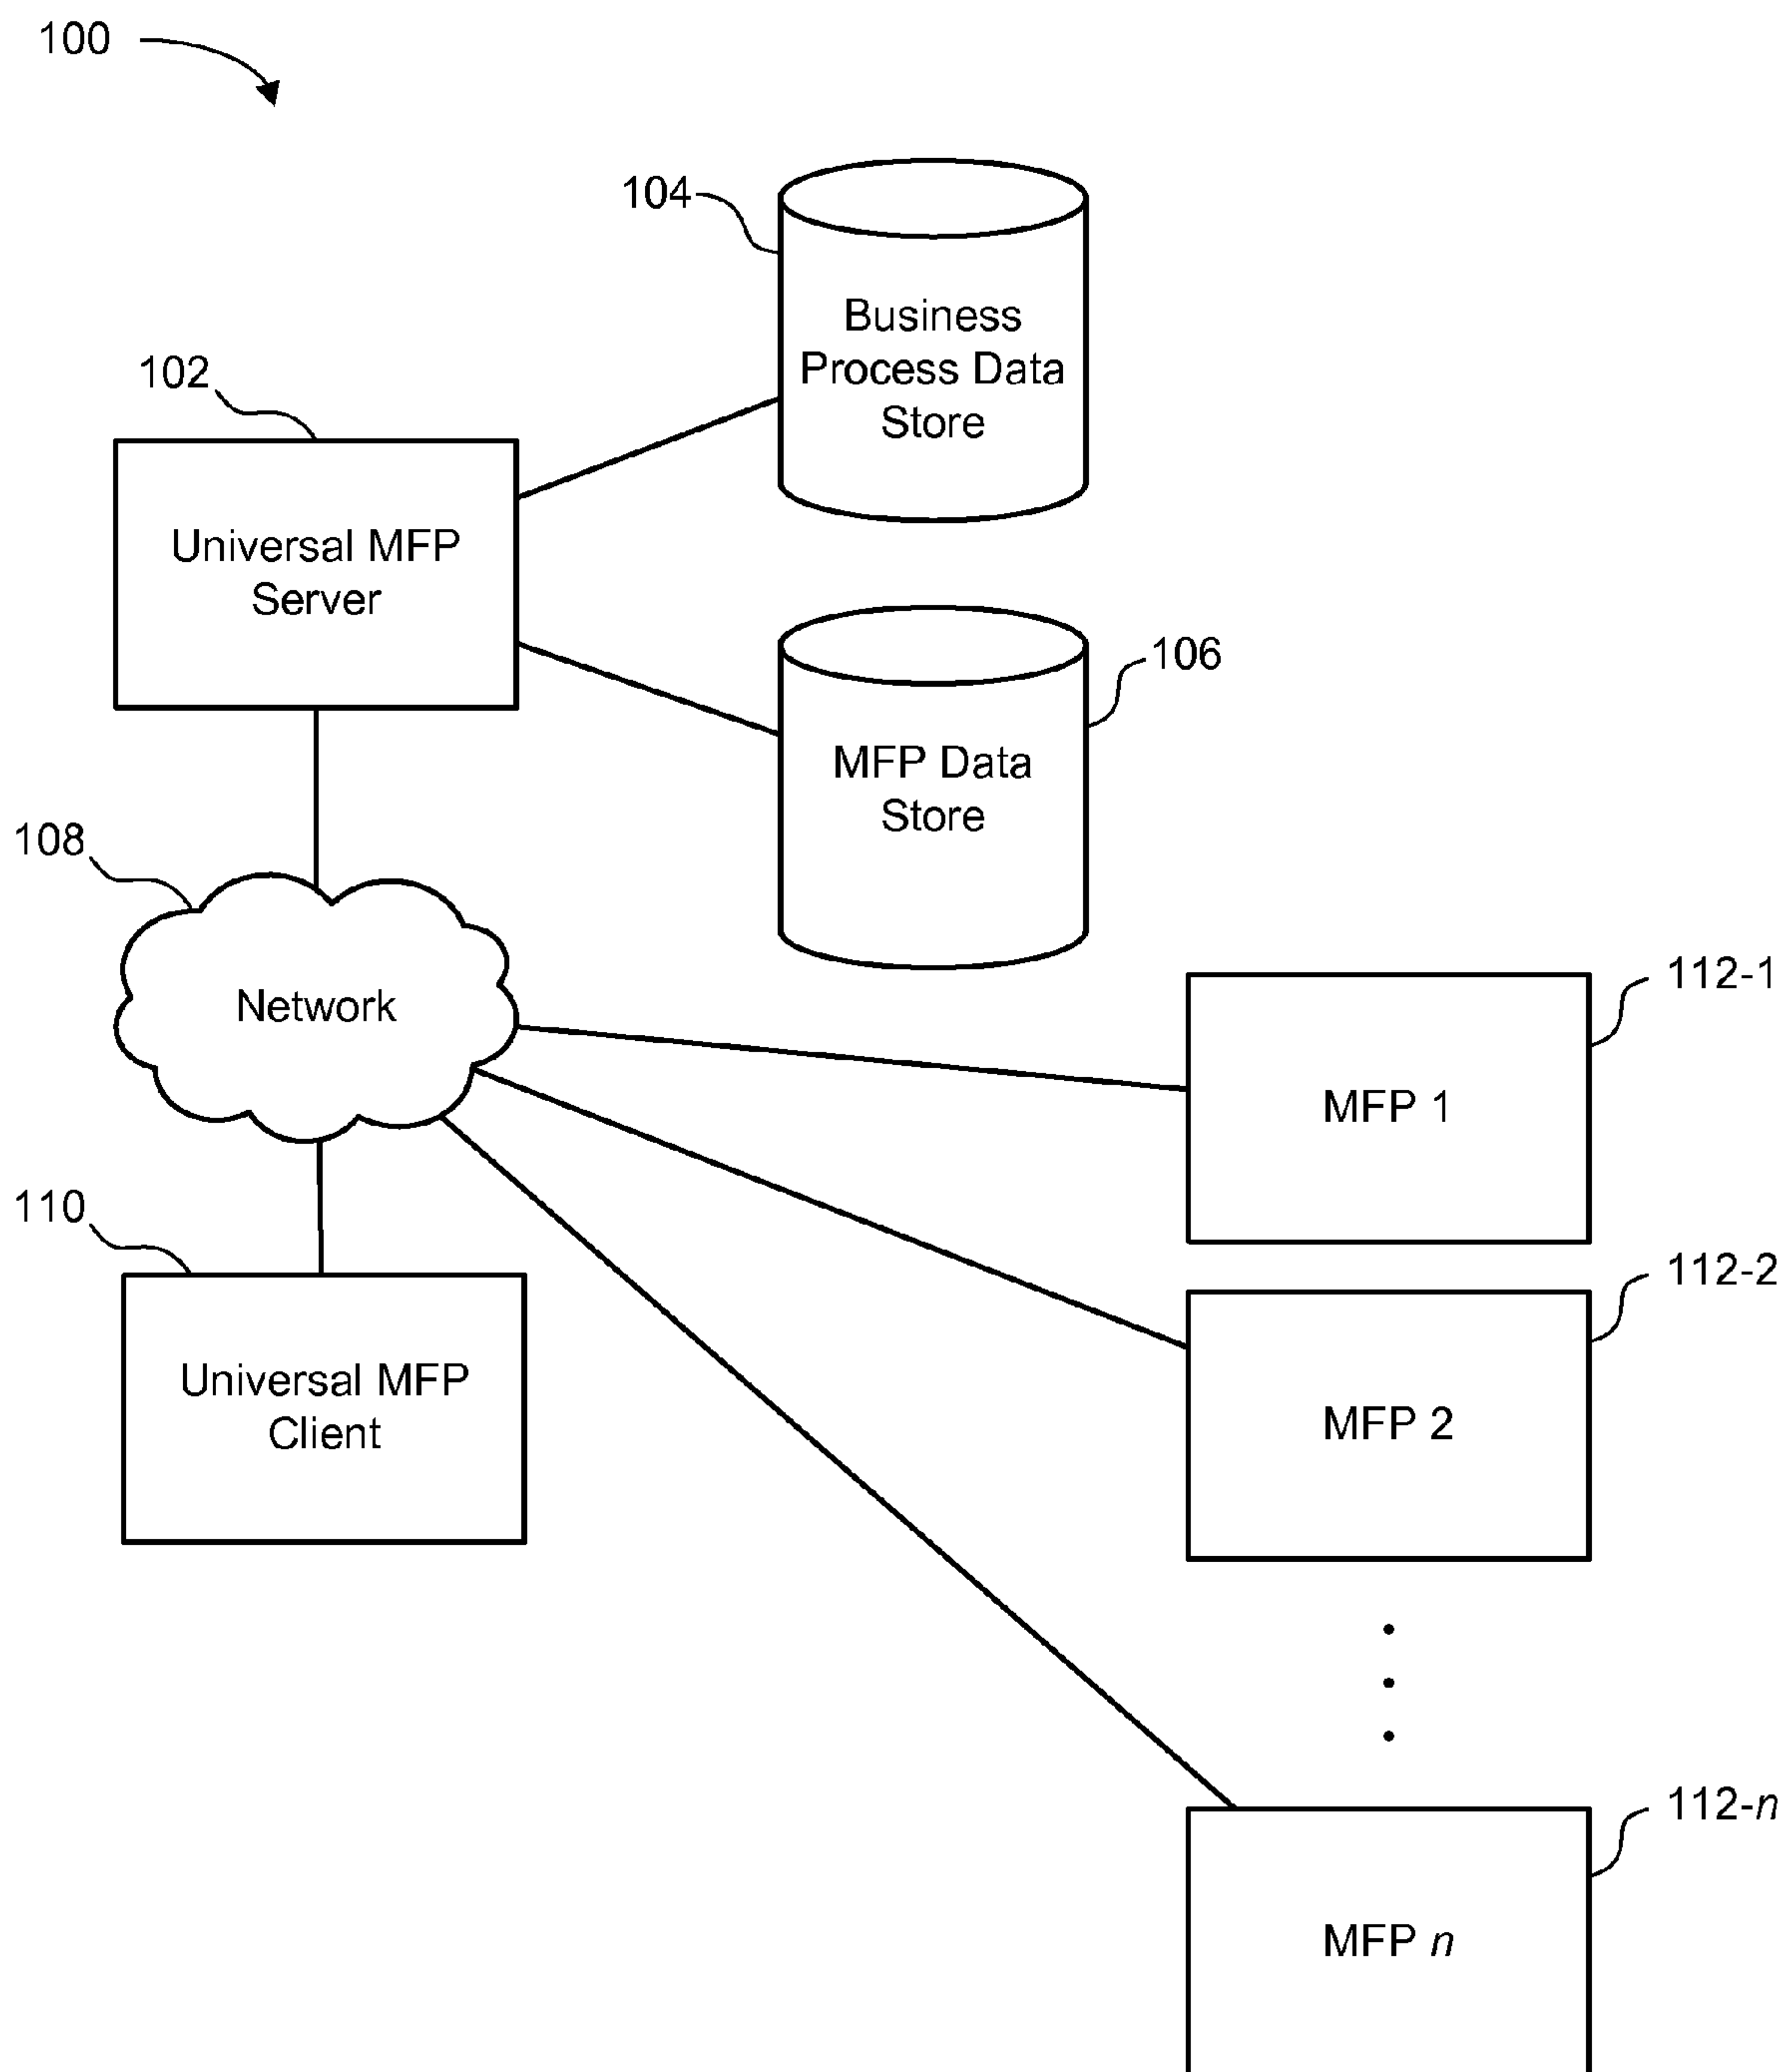 100
104
Business
Process Data
Store
102
Universal MFP
Server
106
MFP Data
Store
108
Network
112-1
MFP 1
110
112-2
Universal MFP
Client
MFP 2
112-n
MFP n